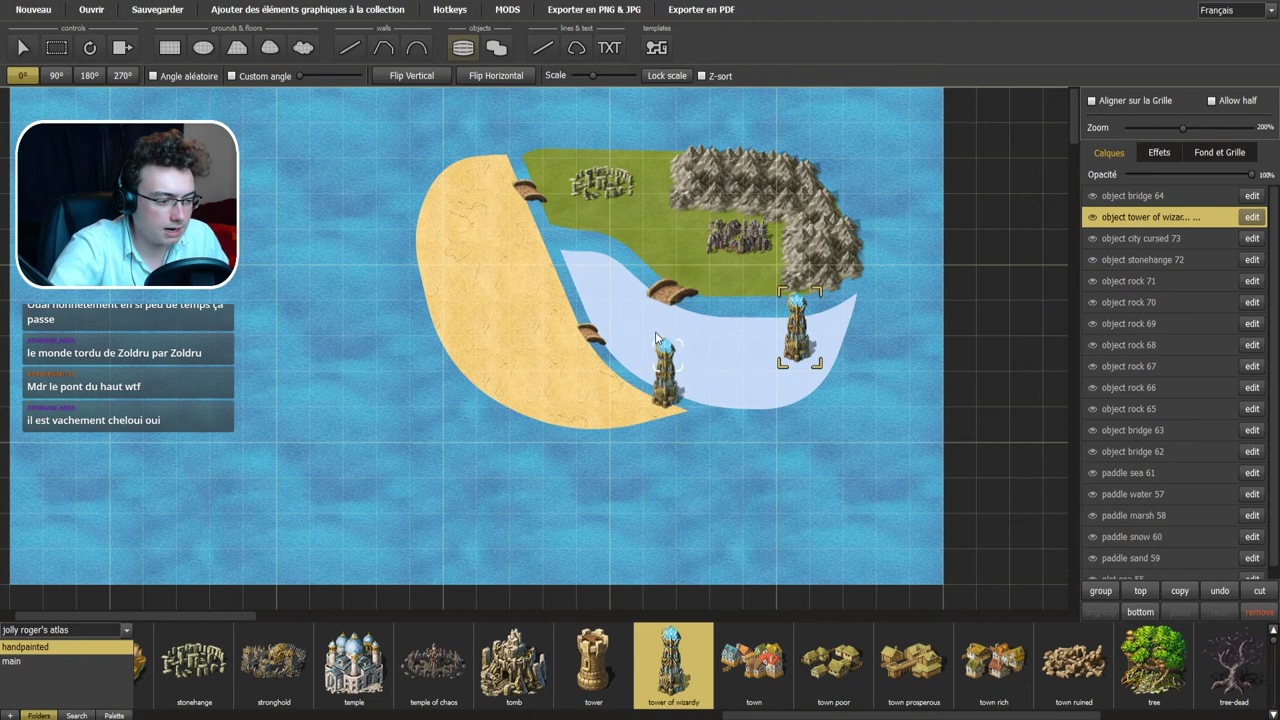 Nouveau Ouvrir Sauvegarder Ajouter des éléments graphiques à la collection Hotkeys MODS Exporter en PNG & JPG Exporter en PDF Français
controls grounds & floors walls objects lines & text templates
TXT
0° 90° 180° 270° Angle aléatoire Custom angle Flip Vertical Flip Horizontal Scale Lock scale Z-sort
Aligner sur la Grille Allow half
Zoom 200%
Calques Effets Fond et Grille
Opacité 100%
object bridge 64 edit
object tower of wizar... ... edit
object city cursed 73 edit
object stonehange 72 edit
object rock 71 edit
object rock 70 edit
object rock 69 edit
object rock 68 edit
object rock 67 edit
object rock 66 edit
object rock 65 edit
object bridge 63 edit
object bridge 62 edit
paddle sea 61 edit
paddle water 57 edit
paddle marsh 58 edit
paddle snow 60 edit
paddle sand 59 edit
group top copy undo cut
bottom remove
Ouai honnêtement en si peu de temps ça
passe
le monde tordu de Zoldru par Zoldru
Mdr le pont du haut wtf
il est vachement cheloui oui
jolly roger's atlas
handpainted
main
stonehange stronghold temple temple of chaos tomb tower tower of wizardy town town poor town prosperous town rich town ruined tree tree-dead
+ Folders Search Palette